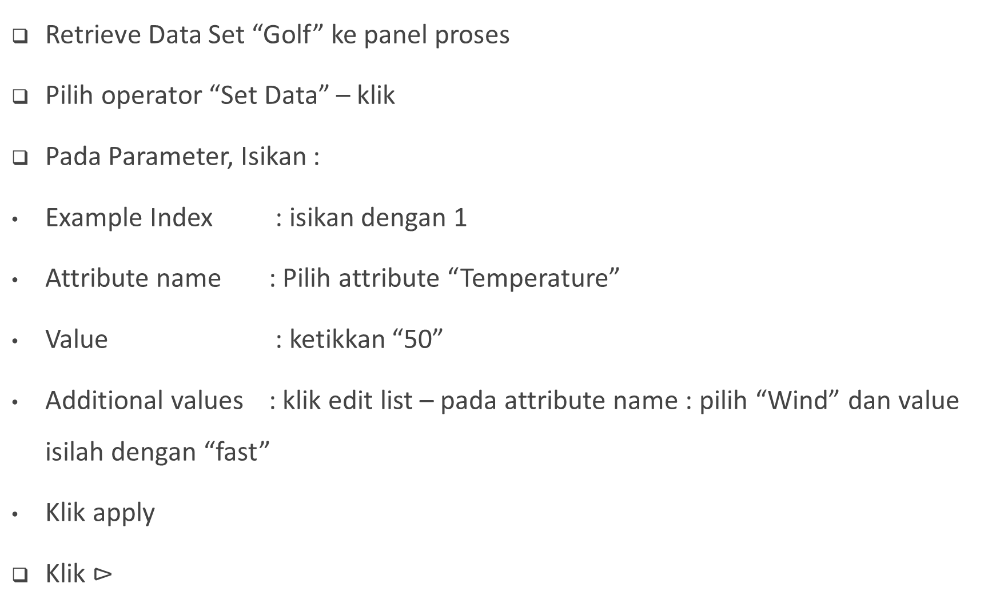 ❑ Retrieve Data Set “Golf” ke panel proses
❑ Pilih operator “Set Data” – klik
❑ Pada Parameter, Isikan :
• Example Index : isikan dengan 1
• Attribute name : Pilih attribute “Temperature”
• Value : ketikkan “50”
• Additional values : klik edit list – pada attribute name : pilih “Wind” dan value
isilah dengan “fast”
• Klik apply
❑ Klik ▻